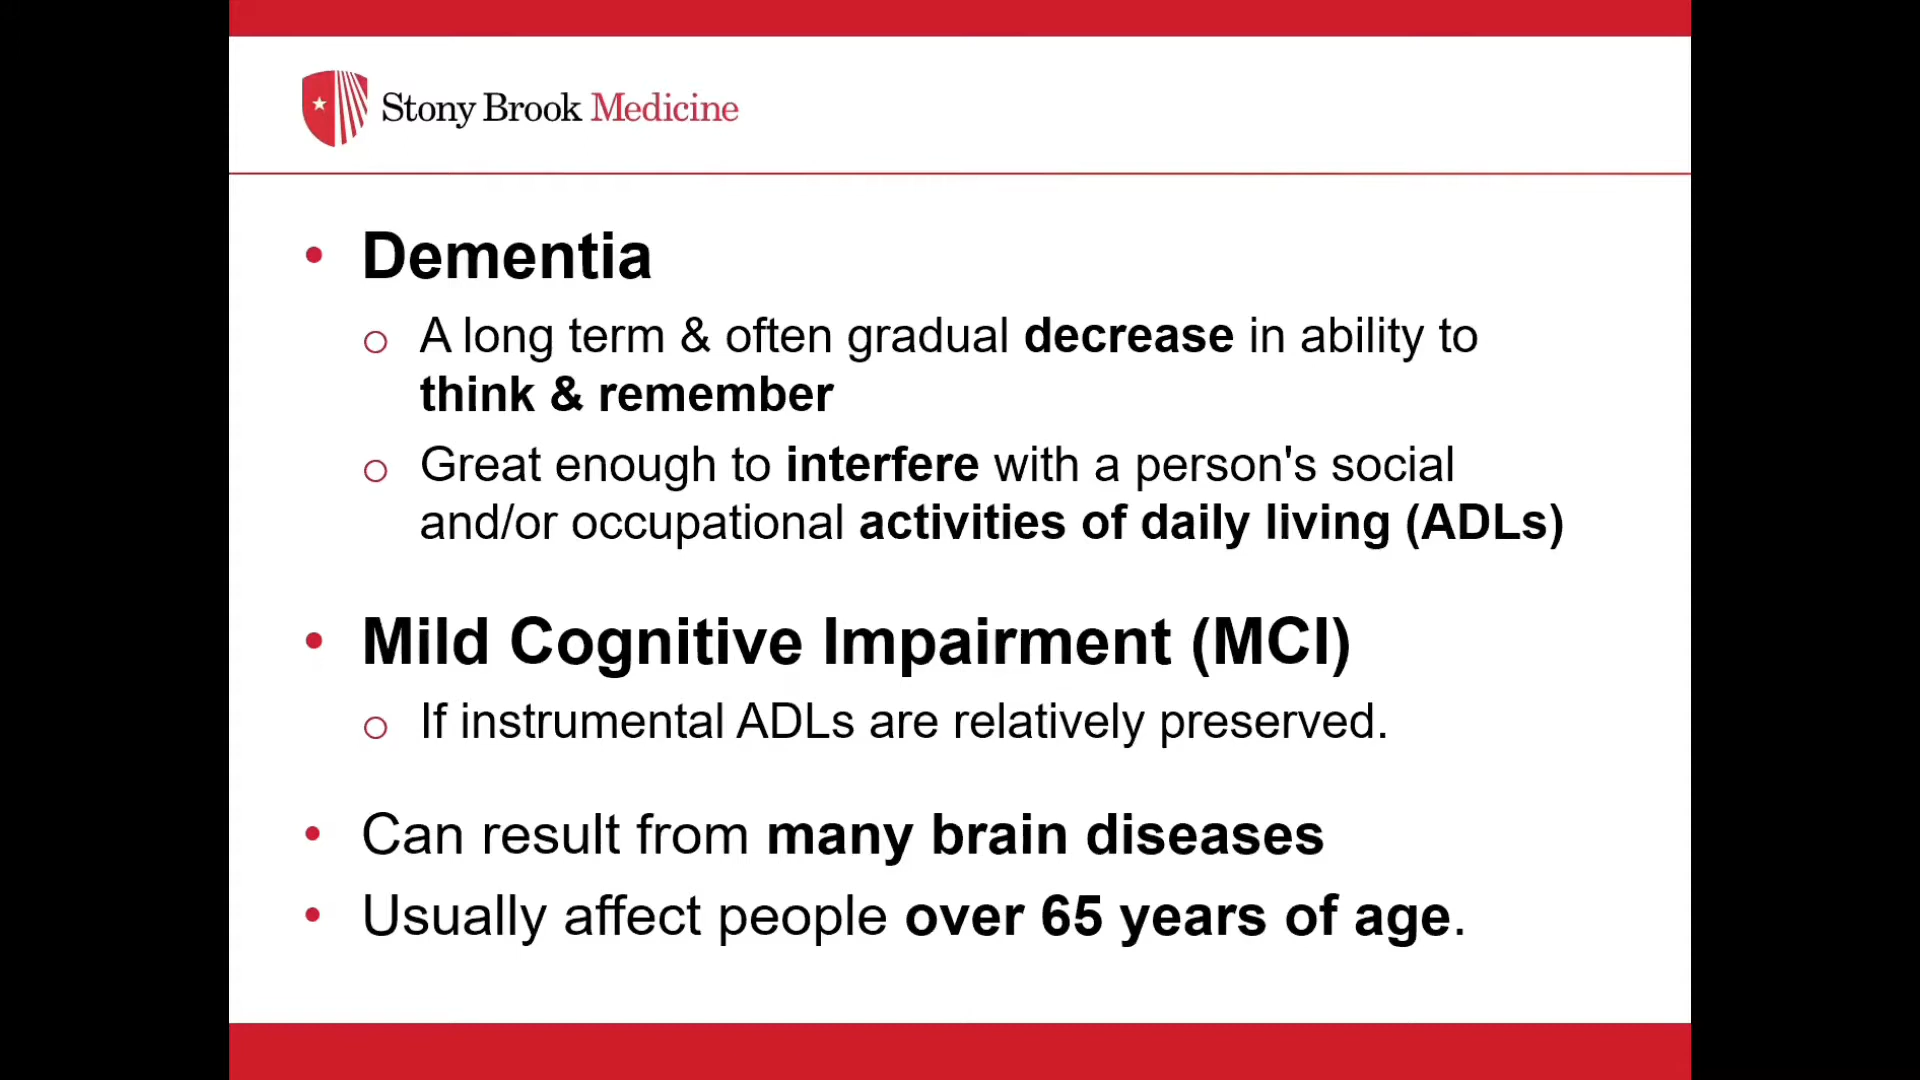 Stony Brook Medicine
• Dementia
o A long term & often gradual decrease in ability to
think & remember
o Great enough to interfere with a person's social
and/or occupational activities of daily living (ADLs)
• Mild Cognitive Impairment (MCI)
o If instrumental ADLs are relatively preserved.
• Can result from many brain diseases
• Usually affect people over 65 years of age.